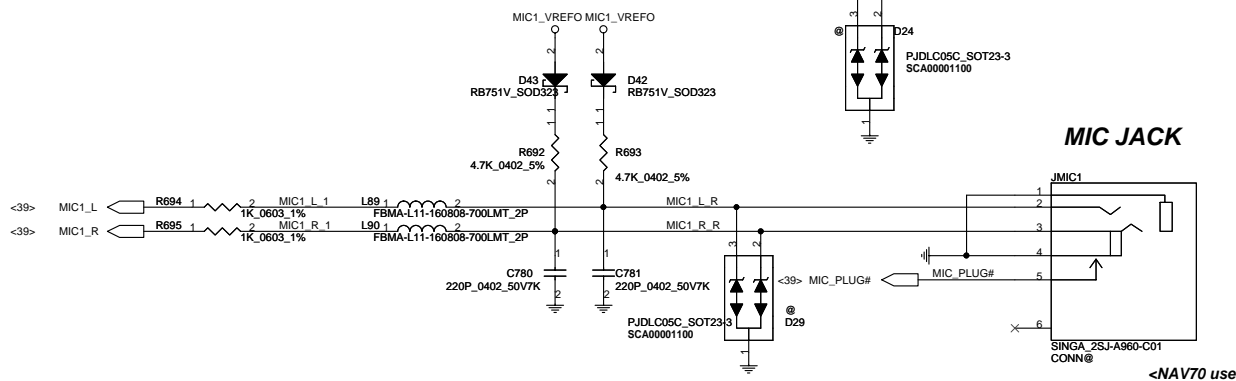 MIC1_VREFO MIC1_VREFO
2 2
D43
RB751V_SOD323
D42
RB751V_SOD323
1 1
1 1
R692
4.7K_0402_5%
R693
4.7K_0402_5%
2 2
3 2
@ D24
PJDLC05C_SOT23-3
SCA00001100
1
MIC JACK
JMIC1
<39> MIC1_L R694 1 2 MIC1_L_1 L89 1 2 MIC1_L_R
1K_0603_1% FBMA-L11-160808-700LMT_2P
<39> MIC1_R R695 1 2 MIC1_R_1 L90 1 2 MIC1_R_R
1K_0603_1% FBMA-L11-160808-700LMT_2P
1
2
3
4
5
6
1 1
C780
220P_0402_50V7K
C781
220P_0402_50V7K
2 2
3 2
<39> MIC_PLUG# MIC_PLUG#
PJDLC05C_SOT23-3
SCA00001100
@
D29
1
SINGA_2SJ-A960-C01
CONN@
<NAV70 use